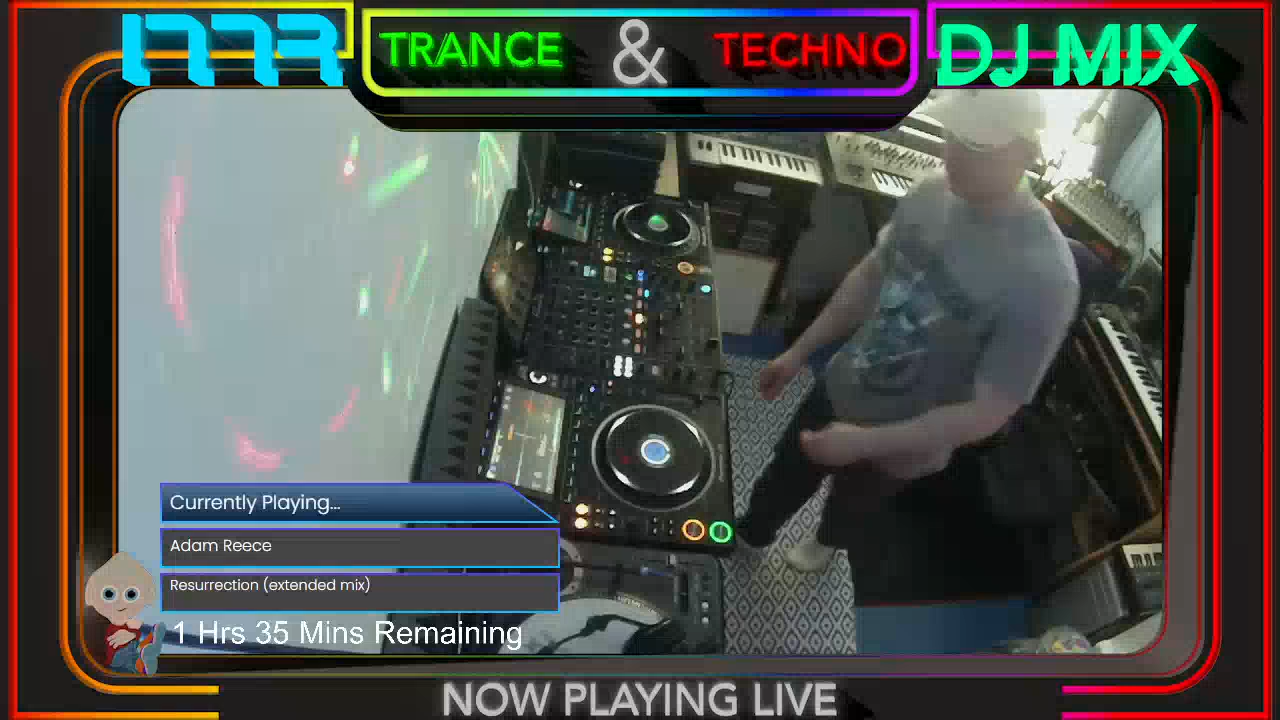 TRANCE & TECHNO DJ MIX
Currently Playing...
Adam Reece
Resurrection (extended mix)
1 Hrs 35 Mins Remaining
NOW PLAYING LIVE